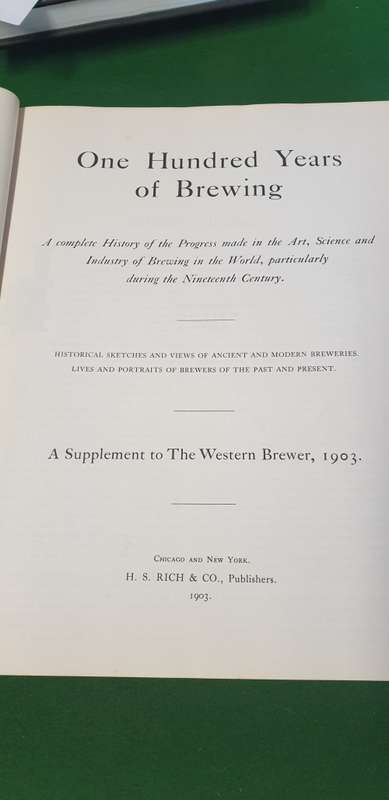 One Hundred Years
of Brewing
A complete History of the Progress made in the Art, Science and
Industry of Brewing in the World, particularly
during the Nineteenth Century.
HISTORICAL SKETCHES AND VIEWS OF ANCIENT AND MODERN BREWERIES.
LIVES AND PORTRAITS OF BREWERS OF THE PAST AND PRESENT.
A Supplement to The Western Brewer, 1903.
CHICAGO AND NEW YORK.
H. S. RICH & CO., Publishers.
1903.